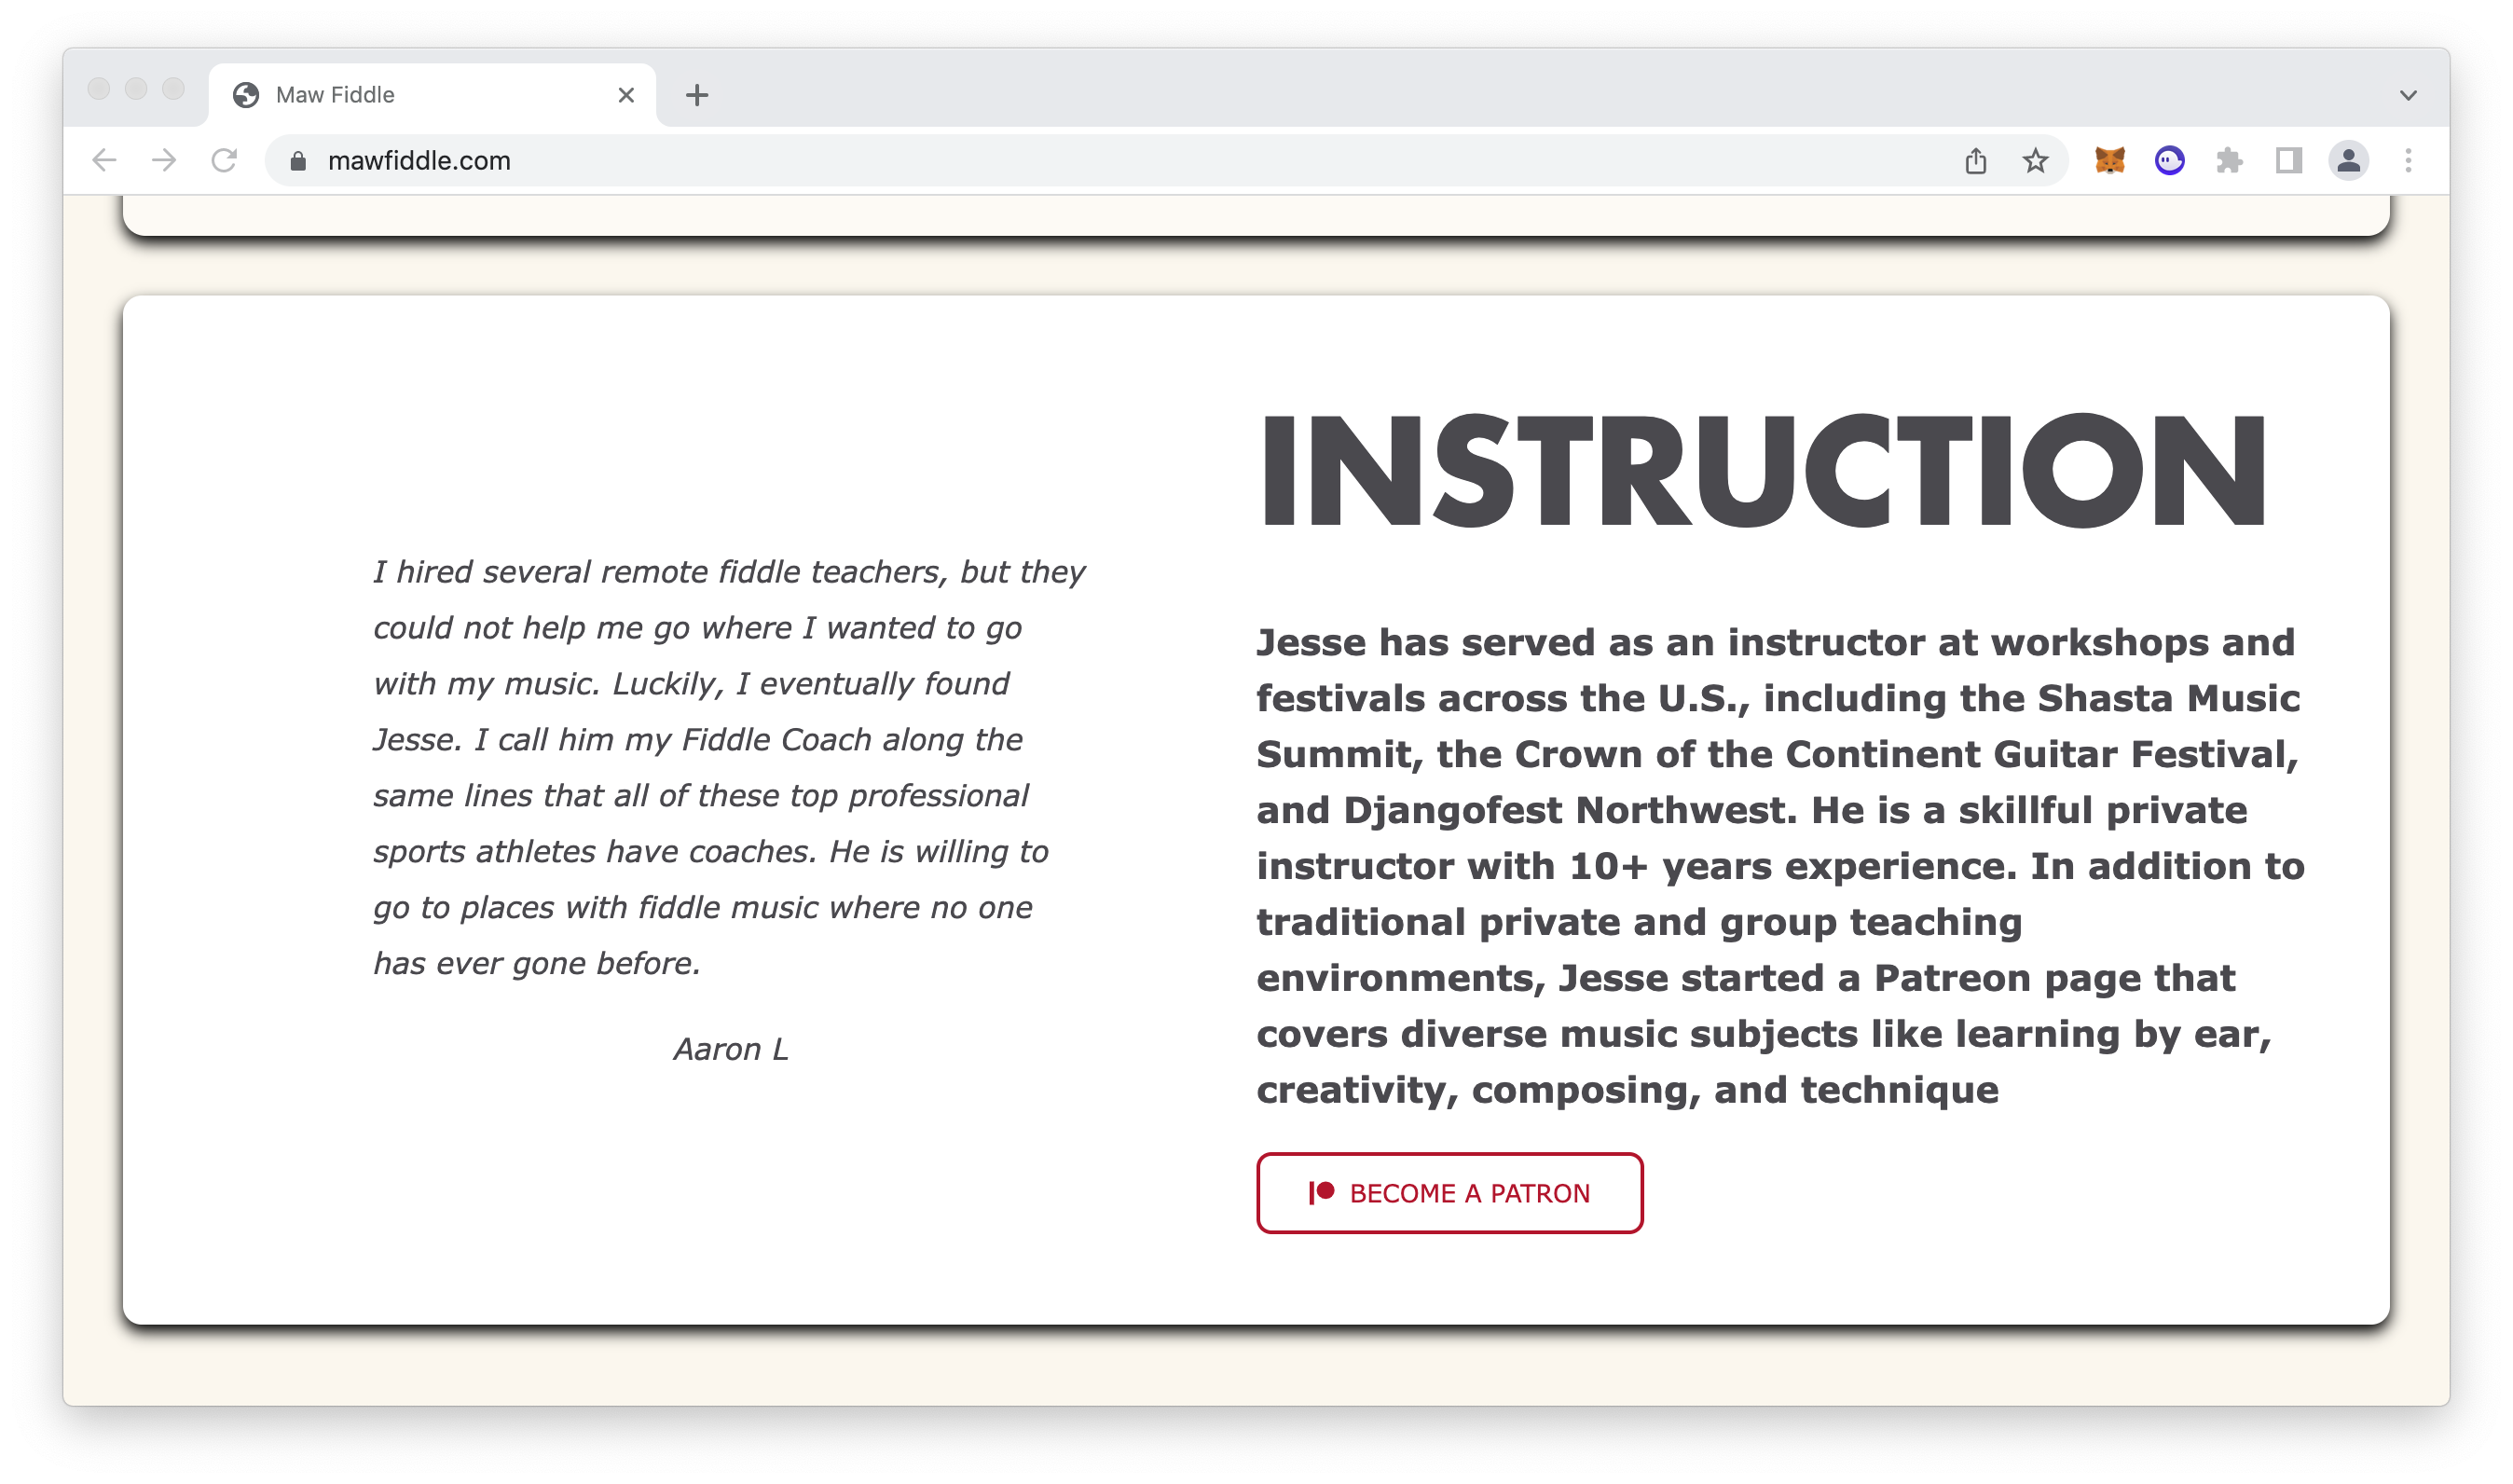 Maw Fiddle
mawfiddle.com
I hired several remote fiddle teachers, but they
could not help me go where I wanted to go
with my music. Luckily, I eventually found
Jesse. I call him my Fiddle Coach along the
same lines that all of these top professional
sports athletes have coaches. He is willing to
go to places with fiddle music where no one
has ever gone before.
Aaron L
INSTRUCTION
Jesse has served as an instructor at workshops and
festivals across the U.S., including the Shasta Music
Summit, the Crown of the Continent Guitar Festival,
and Djangofest Northwest. He is a skillful private
instructor with 10+ years experience. In addition to
traditional private and group teaching
environments, Jesse started a Patreon page that
covers diverse music subjects like learning by ear,
creativity, composing, and technique
BECOME A PATRON